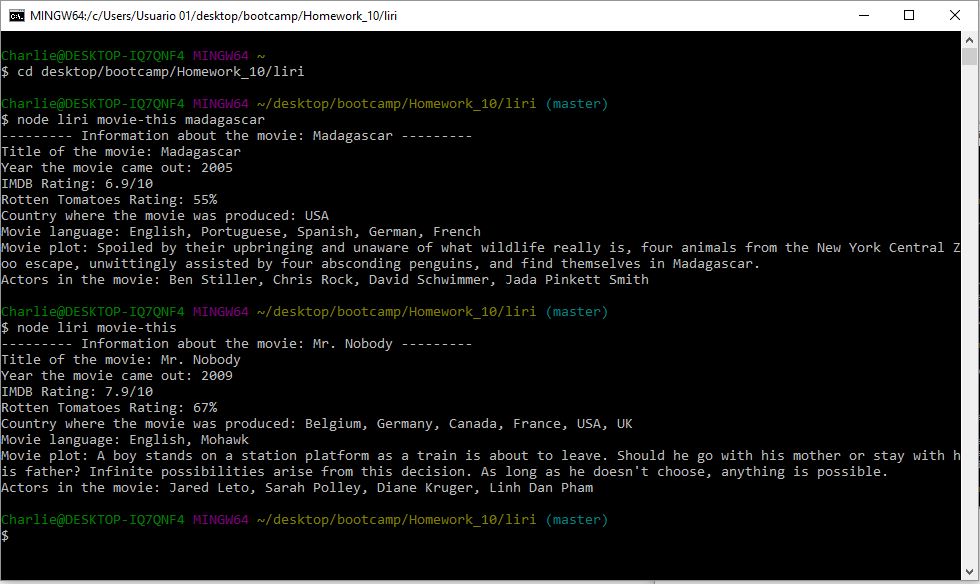 MINGW64:/c/Users/Usuario 01/desktop/bootcamp/Homework_10/liri
Charlie@DESKTOP-IQ7QNF4 MINGW64 ~
$ cd desktop/bootcamp/Homework_10/liri
Charlie@DESKTOP-IQ7QNF4 MINGW64 ~/desktop/bootcamp/Homework_10/liri (master)
$ node liri movie-this madagascar
--------- Information about the movie: Madagascar ---------
Title of the movie: Madagascar
Year the movie came out: 2005
IMDB Rating: 6.9/10
Rotten Tomatoes Rating: 55%
Country where the movie was produced: USA
Movie language: English, Portuguese, Spanish, German, French
Movie plot: Spoiled by their upbringing and unaware of what wildlife really is, four animals from the New York Central Z
oo escape, unwittingly assisted by four absconding penguins, and find themselves in Madagascar.
Actors in the movie: Ben Stiller, Chris Rock, David Schwimmer, Jada Pinkett Smith
Charlie@DESKTOP-IQ7QNF4 MINGW64 ~/desktop/bootcamp/Homework_10/liri (master)
$ node liri movie-this
--------- Information about the movie: Mr. Nobody ---------
Title of the movie: Mr. Nobody
Year the movie came out: 2009
IMDB Rating: 7.9/10
Rotten Tomatoes Rating: 67%
Country where the movie was produced: Belgium, Germany, Canada, France, USA, UK
Movie language: English, Mohawk
Movie plot: A boy stands on a station platform as a train is about to leave. Should he go with his mother or stay with h
is father? Infinite possibilities arise from this decision. As long as he doesn't choose, anything is possible.
Actors in the movie: Jared Leto, Sarah Polley, Diane Kruger, Linh Dan Pham
Charlie@DESKTOP-IQ7QNF4 MINGW64 ~/desktop/bootcamp/Homework_10/liri (master)
$